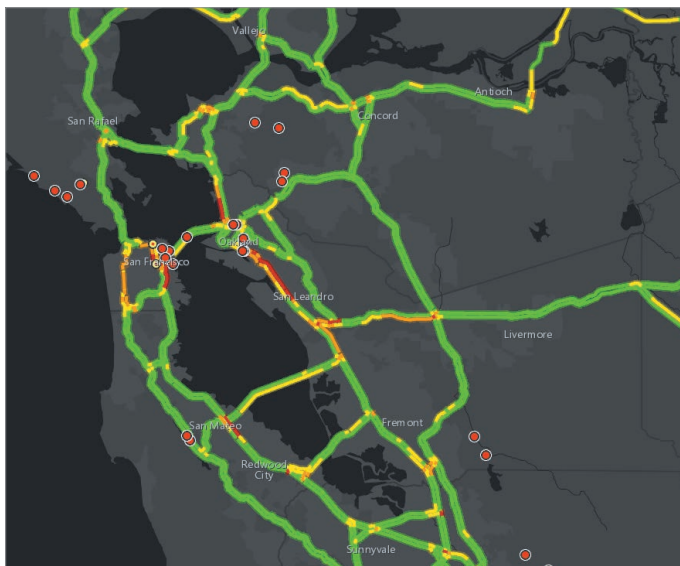 Vallejo
Antioch
Concord
San Rafael
Oakland
San Francisco
San Leandro
Livermore
San Mateo
Fremont
Redwood
City
Sunnyvale